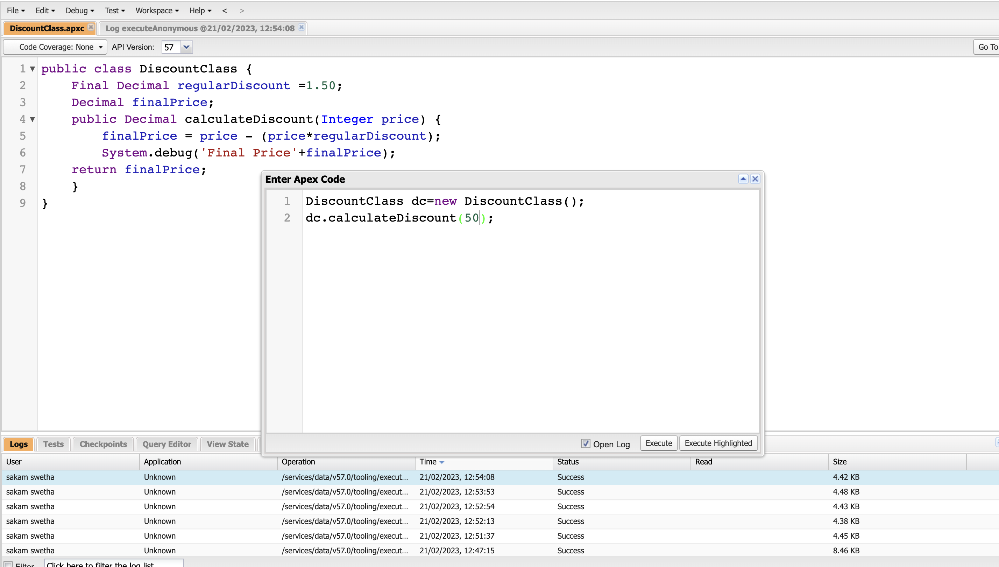 File Edit Debug Test Workspace Help < >
DiscountClass.apxc Log executeAnonymous @21/02/2023, 12:54:08
Code Coverage: None API Version: 57 Go To
1 public class DiscountClass {
2 Final Decimal regularDiscount =1.50;
3 Decimal finalPrice;
4 public Decimal calculateDiscount(Integer price) {
5 finalPrice = price - (price*regularDiscount);
6 System.debug('Final Price'+finalPrice);
7 return finalPrice;
8 }
9 }
Enter Apex Code
1 DiscountClass dc=new DiscountClass();
2 dc.calculateDiscount(50);
Open Log Execute Execute Highlighted
Logs Tests Checkpoints Query Editor View State
User Application Operation Time Status Read Size
sakam swetha Unknown /services/data/v57.0/tooling/execut... 21/02/2023, 12:54:08 Success 4.42 KB
sakam swetha Unknown /services/data/v57.0/tooling/execut... 21/02/2023, 12:53:53 Success 4.48 KB
sakam swetha Unknown /services/data/v57.0/tooling/execut... 21/02/2023, 12:52:54 Success 4.43 KB
sakam swetha Unknown /services/data/v57.0/tooling/execut... 21/02/2023, 12:52:13 Success 4.38 KB
sakam swetha Unknown /services/data/v57.0/tooling/execut... 21/02/2023, 12:51:37 Success 4.45 KB
sakam swetha Unknown /services/data/v57.0/tooling/execut... 21/02/2023, 12:47:15 Success 8.46 KB
Filter Click here to filter the log list